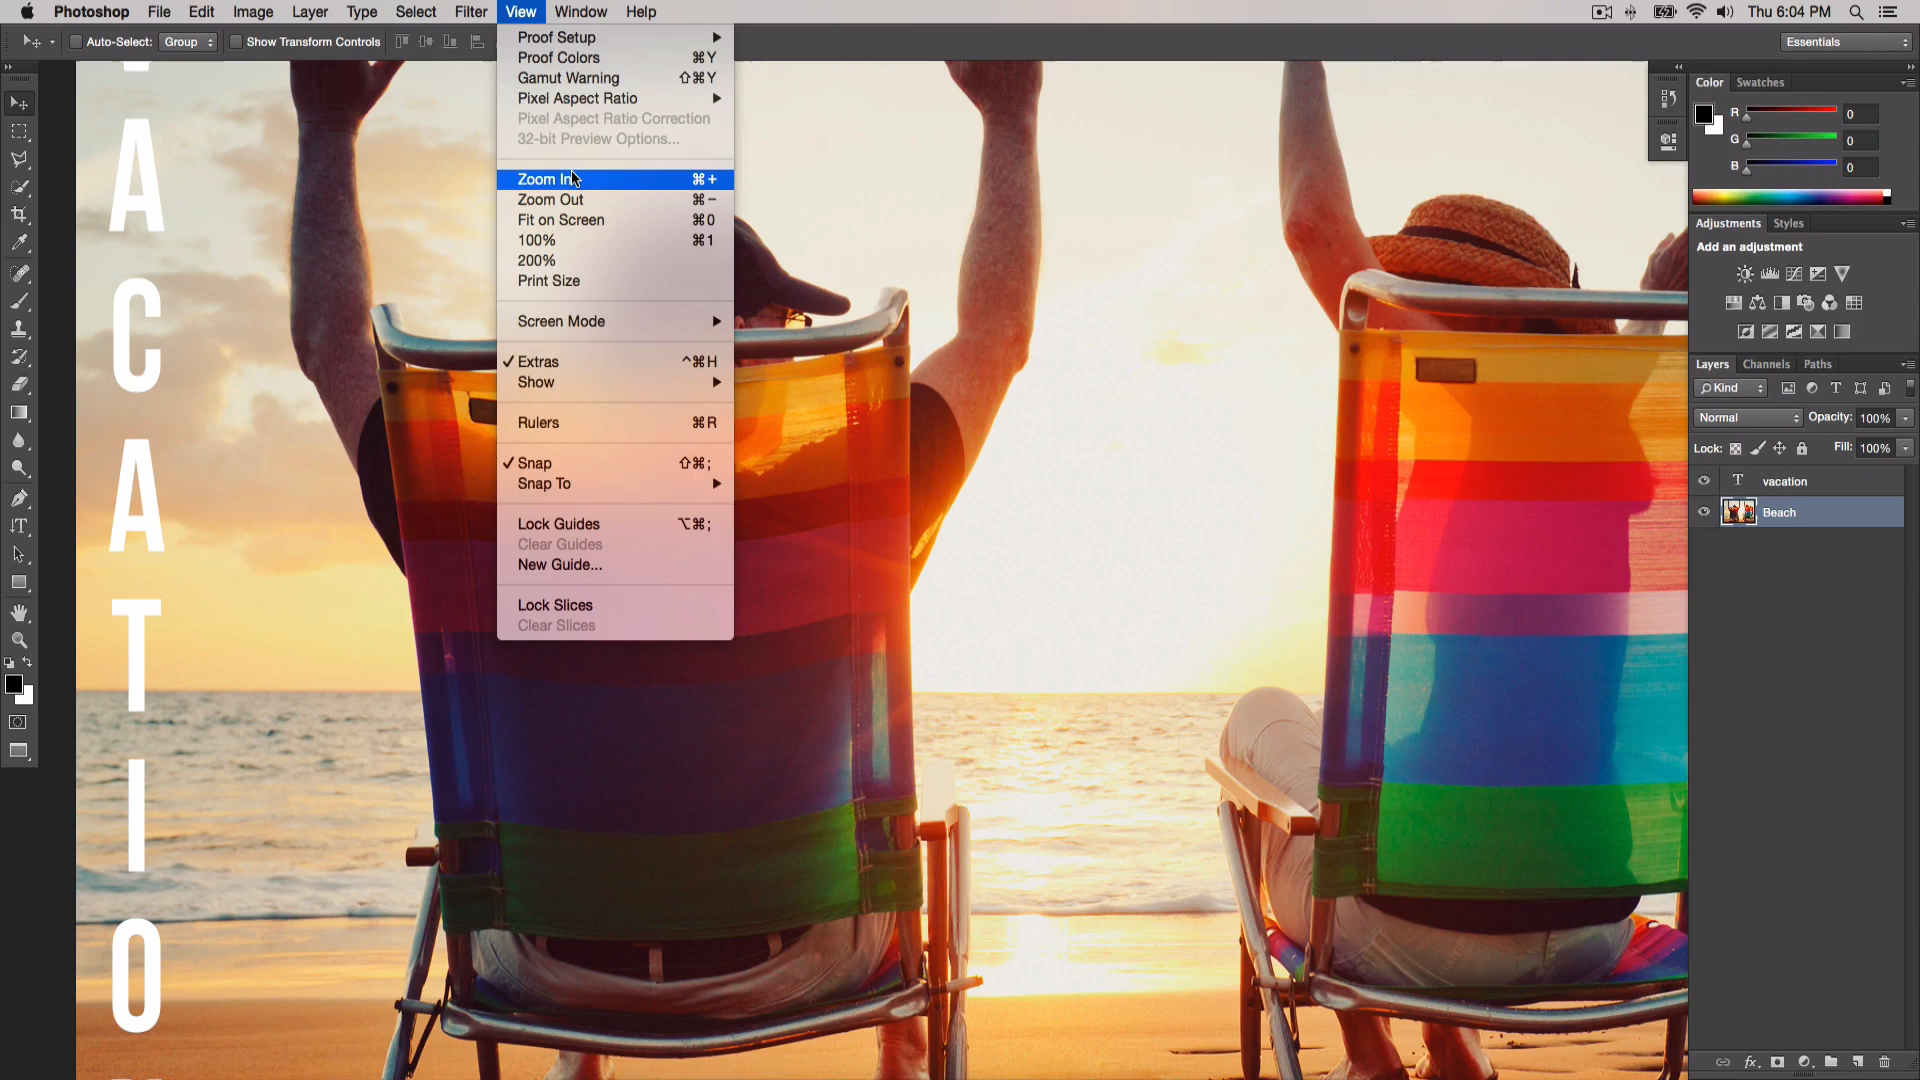 Photoshop File Edit Image Layer Type Select Filter View Window Help Thu 6:04 PM
Auto-Select: Group Show Transform Controls Essentials
Proof Setup
Proof Colors ⌘Y
Gamut Warning ⇧⌘Y
Pixel Aspect Ratio
Pixel Aspect Ratio Correction
32-bit Preview Options...
Zoom In ⌘+
Zoom Out ⌘−
Fit on Screen ⌘0
100% ⌘1
200%
Print Size
Screen Mode
✓ Extras ^⌘H
Show
Rulers ⌘R
✓ Snap ⇧⌘;
Snap To
Lock Guides ⌥⌘;
Clear Guides
New Guide...
Lock Slices
Clear Slices
A
C
A
T
I
O
Color Swatches
R 0
G 0
B 0
Adjustments Styles
Add an adjustment
Layers Channels Paths
Kind
Normal Opacity: 100%
Lock: Fill: 100%
T vacation
Beach
fx